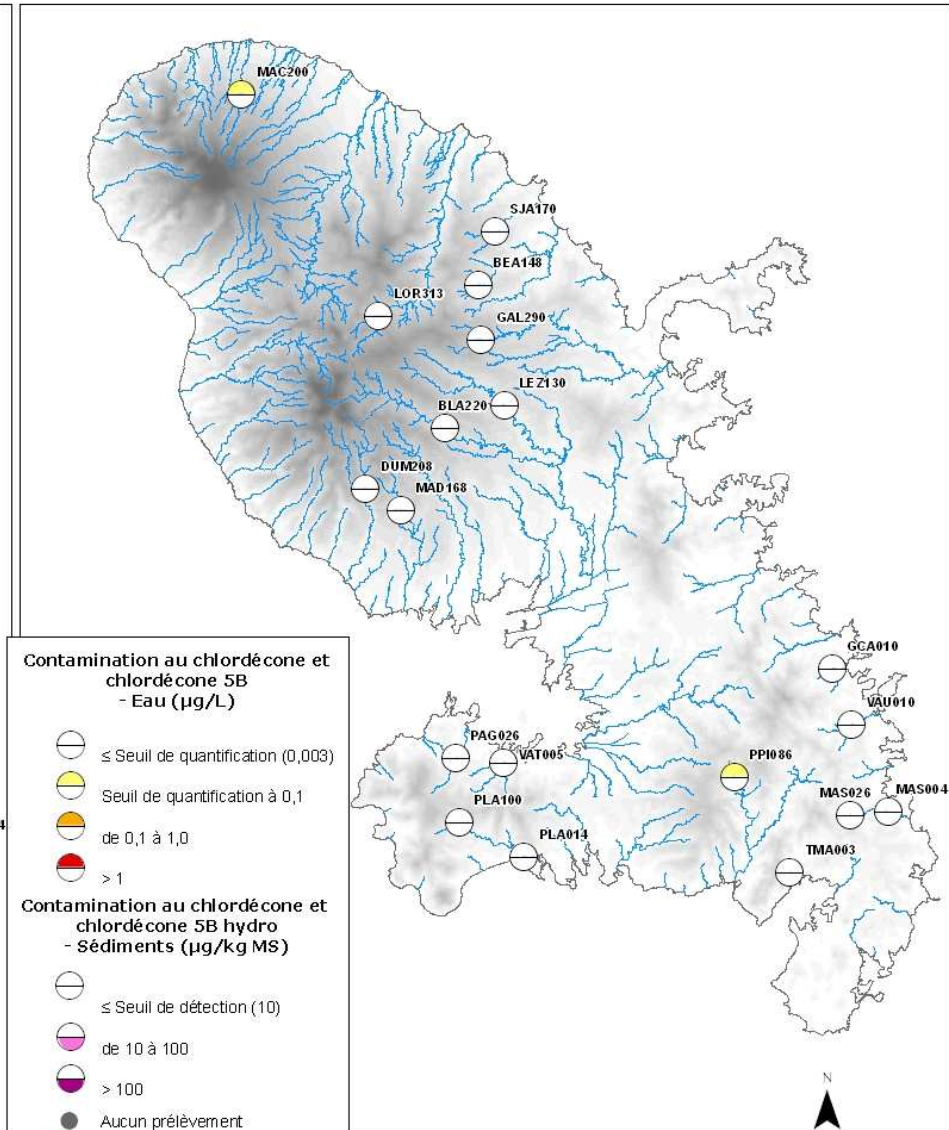 MAC200
SJA170
BEA148
LOR313
GAL290
LEZ130
BLA220
DUM208
MAD168
GCA010
VAU010
PAG026
VAT005
PPI086
MAS026
MAS004
PLA100
PLA014
TMA003
4
Contamination au chlordécone et
chlordécone 5B
- Eau (µg/L)
≤ Seuil de quantification (0,003)
Seuil de quantification à 0,1
de 0,1 à 1,0
> 1
Contamination au chlordécone et
chlordécone 5B hydro
- Sédiments (µg/kg MS)
≤ Seuil de détection (10)
de 10 à 100
> 100
Aucun prélèvement
N